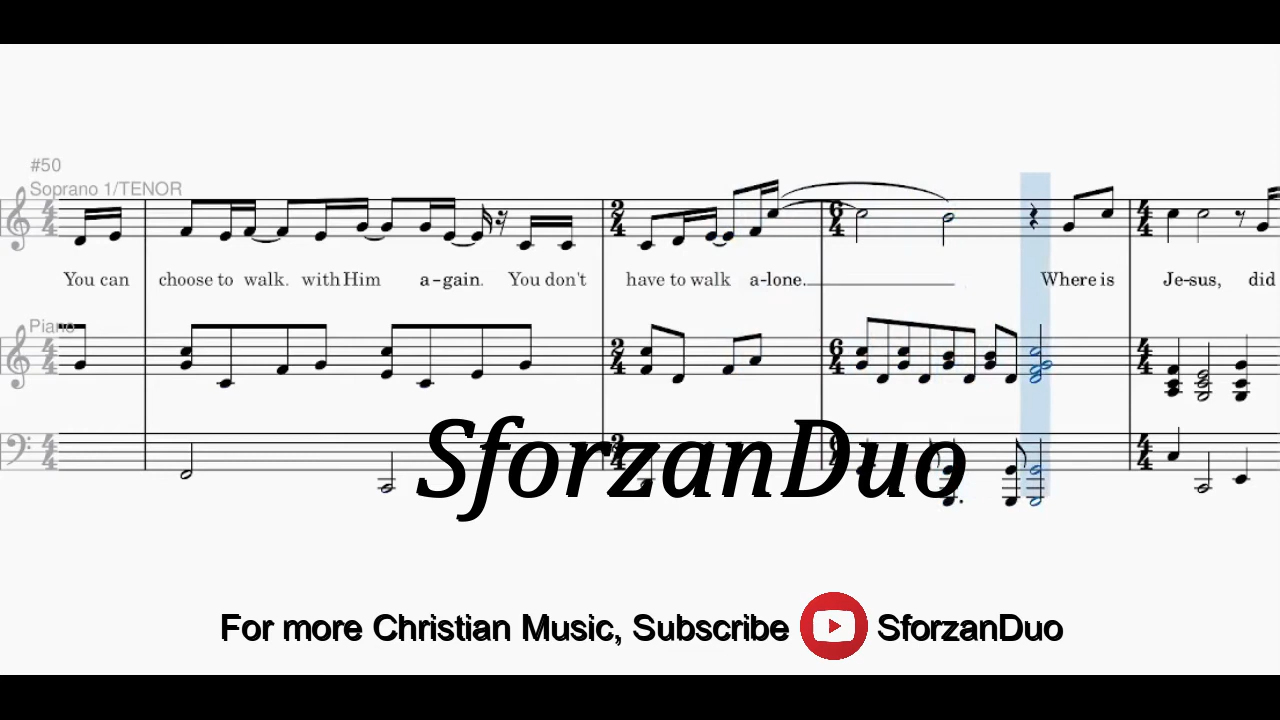 #50
Soprano 1/TENOR
You can choose to walk. with Him a-gain. You don't have to walk a-lone. Where is Je-sus, did
Piano
SforzanDuo
For more Christian Music, Subscribe SforzanDuo